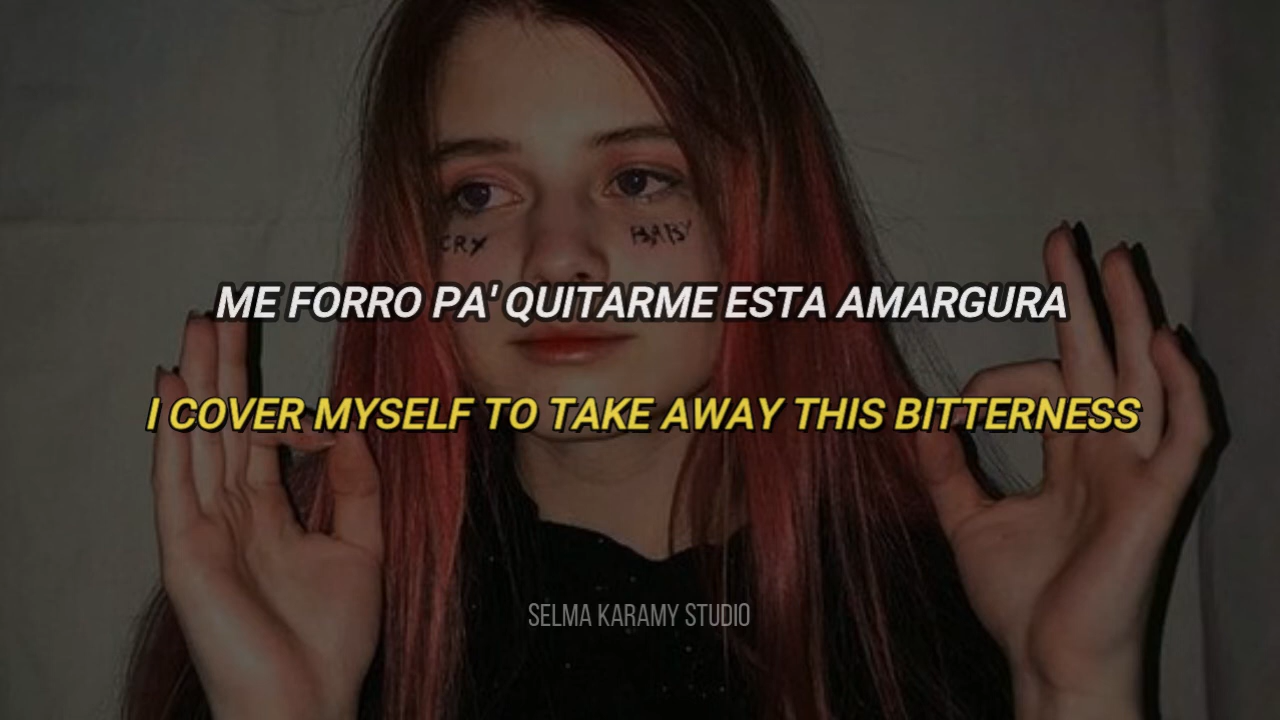 CRY
BABY
ME FORRO PA' QUITARME ESTA AMARGURA
I COVER MYSELF TO TAKE AWAY THIS BITTERNESS
SELMA KARAMY STUDIO